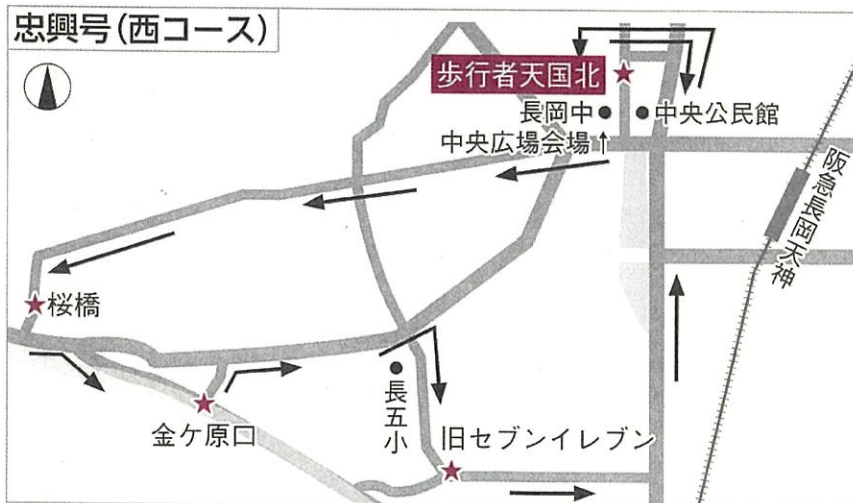 忠興号(西コース)
歩行者天国北
長岡中
中央公民館
中央広場会場↑
阪急長岡天神
桜橋
長五小
金ケ原口
旧セブンイレブン